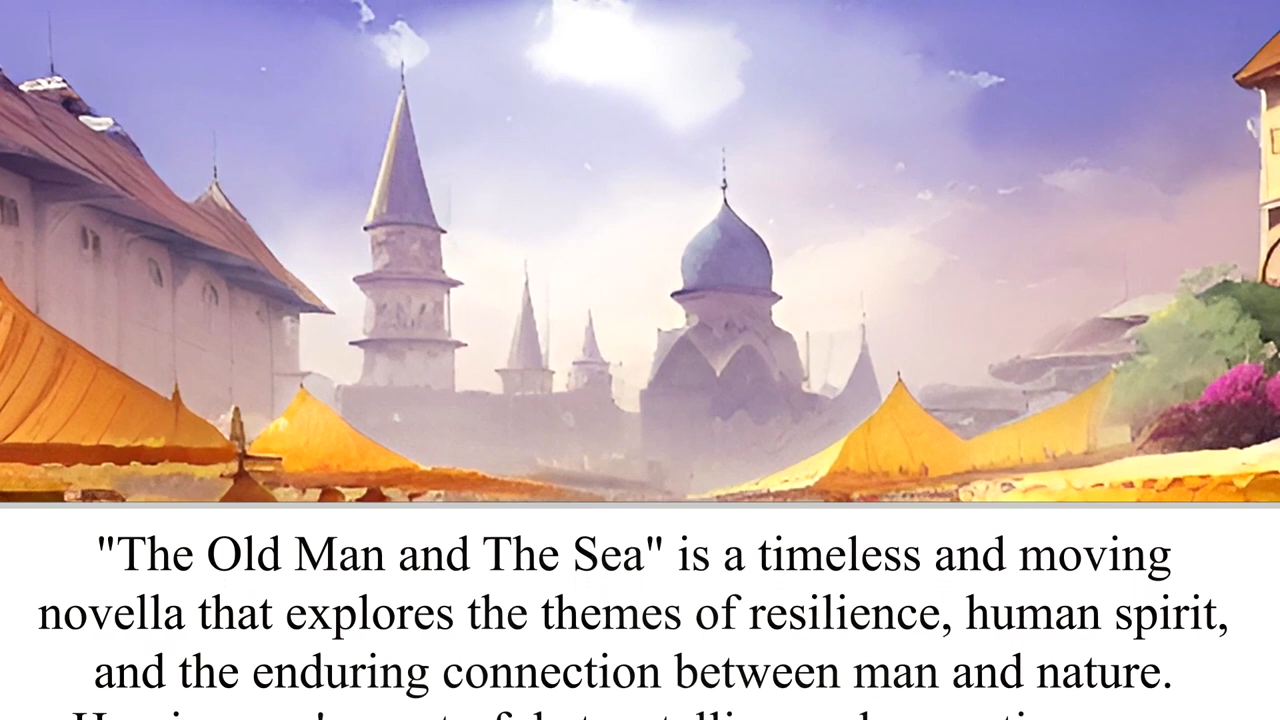 "The Old Man and The Sea" is a timeless and moving
novella that explores the themes of resilience, human spirit,
and the enduring connection between man and nature.